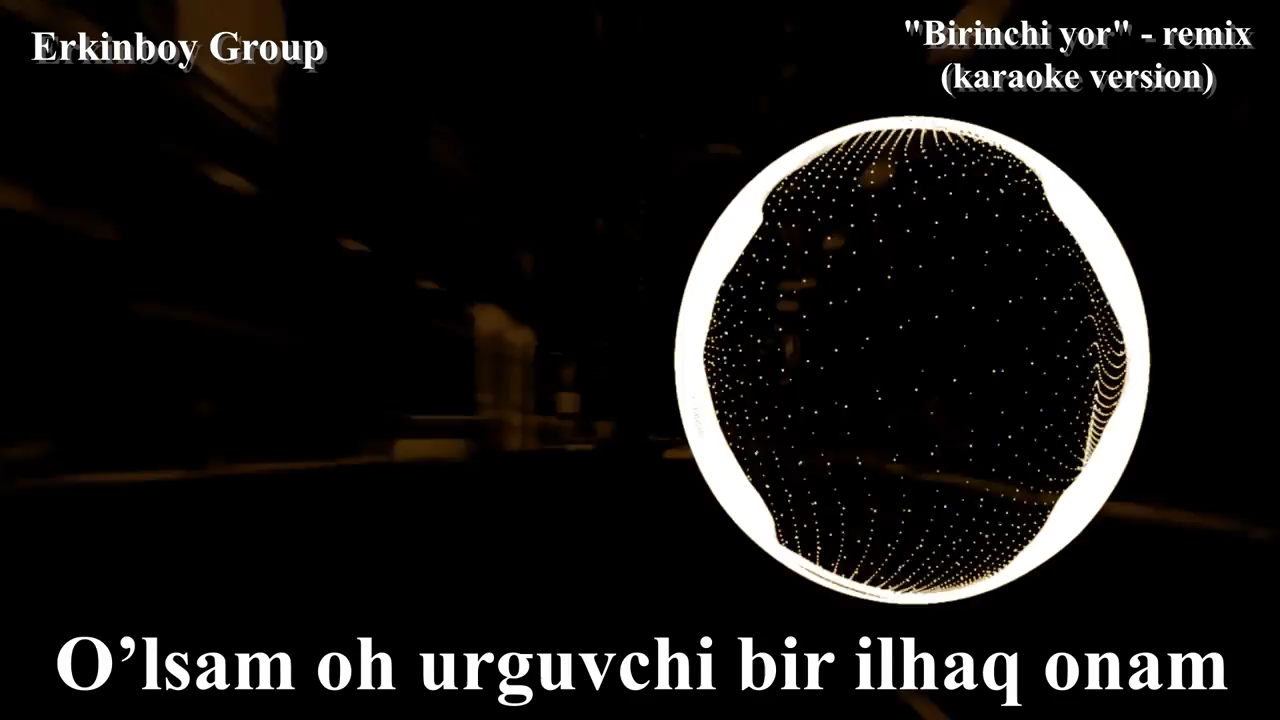 Erkinboy Group
"Birinchi yor" - remix
(karaoke version)
O’lsam oh urguvchi bir ilhaq onam